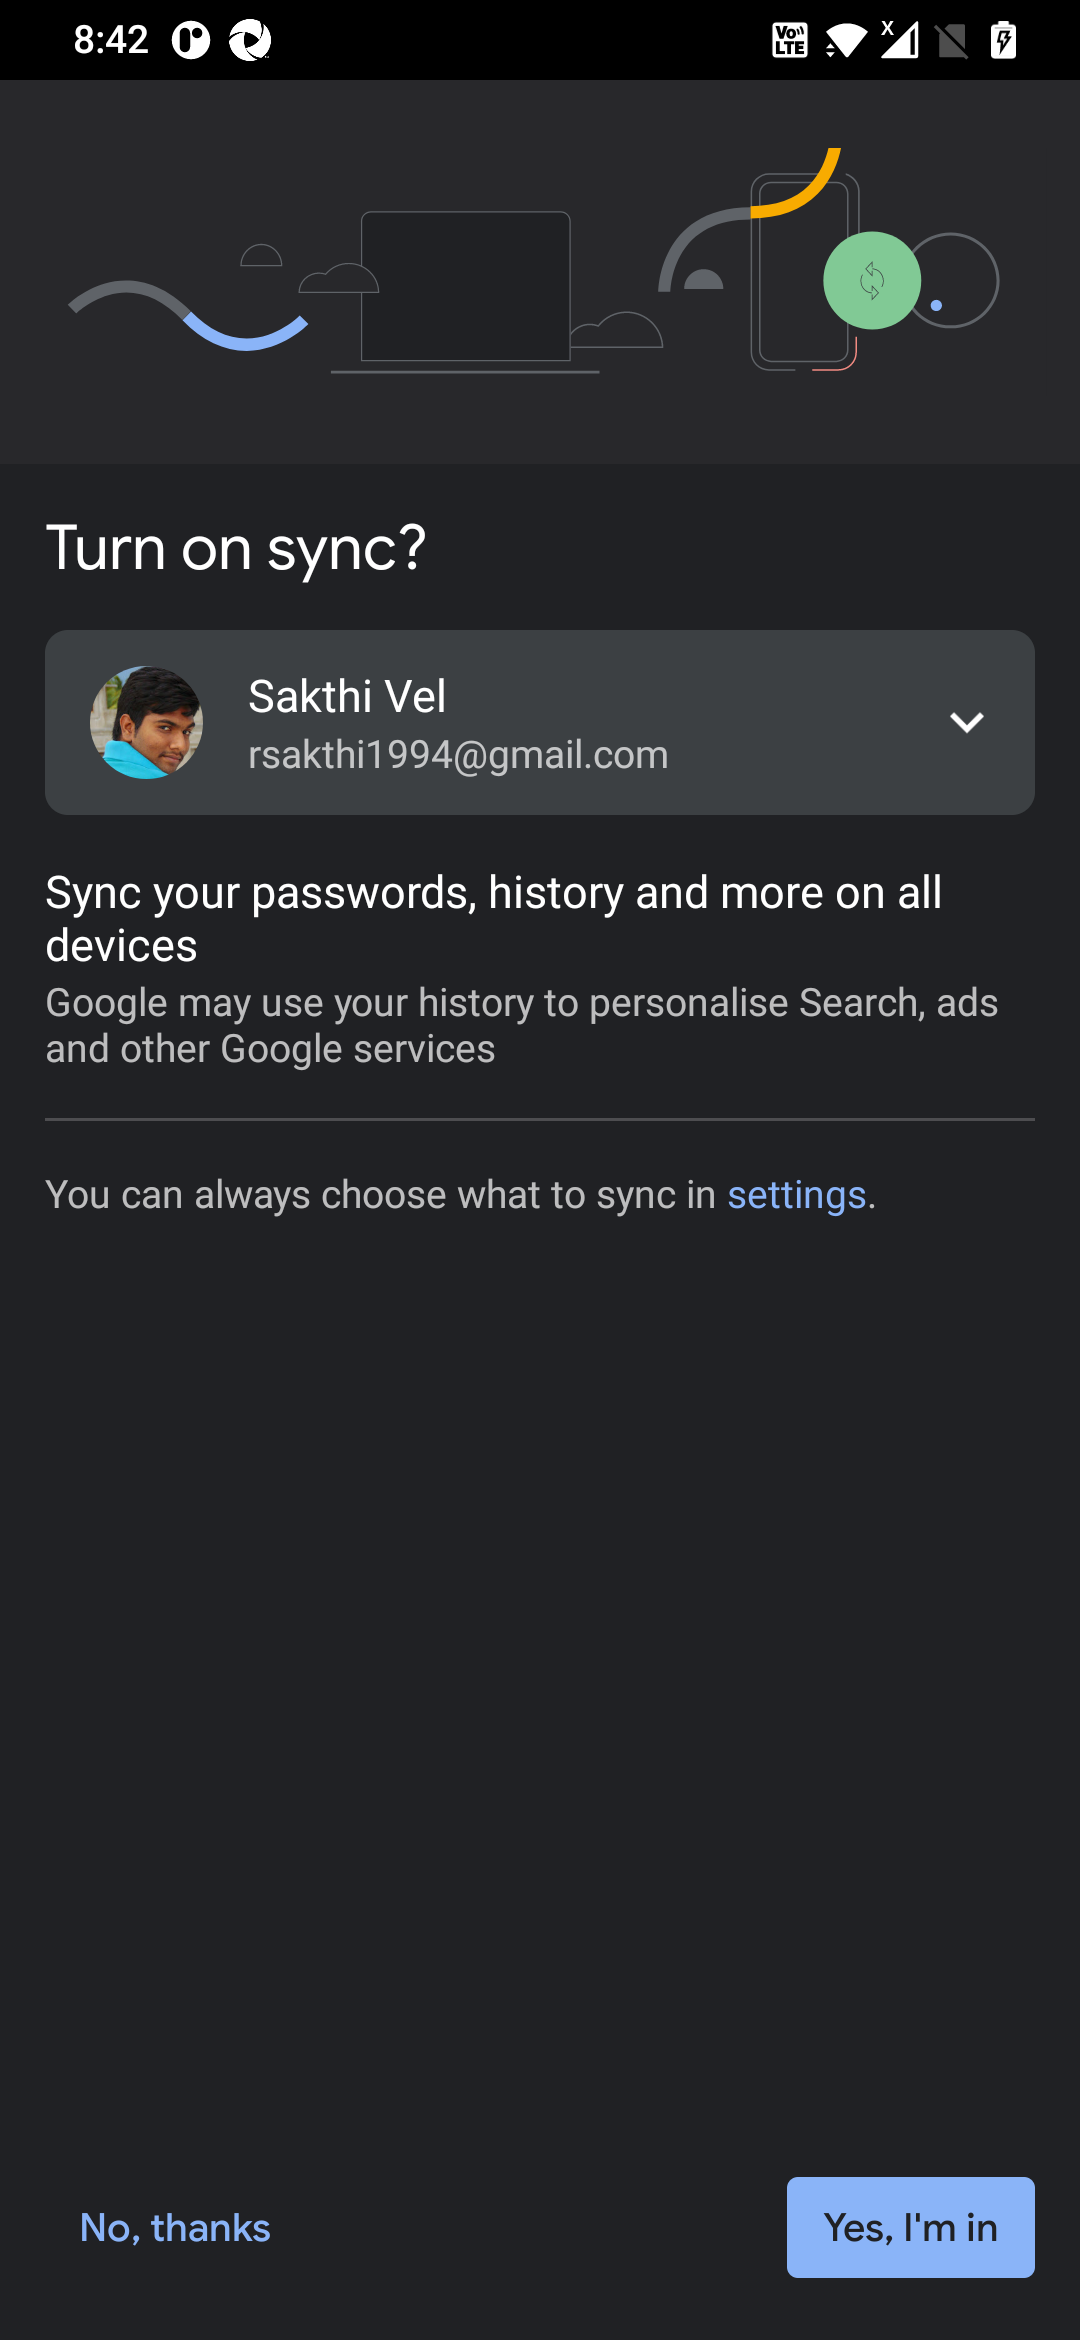 8:42
Vo
LTE
X
Turn on sync?
Sakthi Vel
rsakthi1994@gmail.com
Sync your passwords, history and more on all
devices
Google may use your history to personalise Search, ads
and other Google services
You can always choose what to sync in settings.
No, thanks
Yes, I'm in